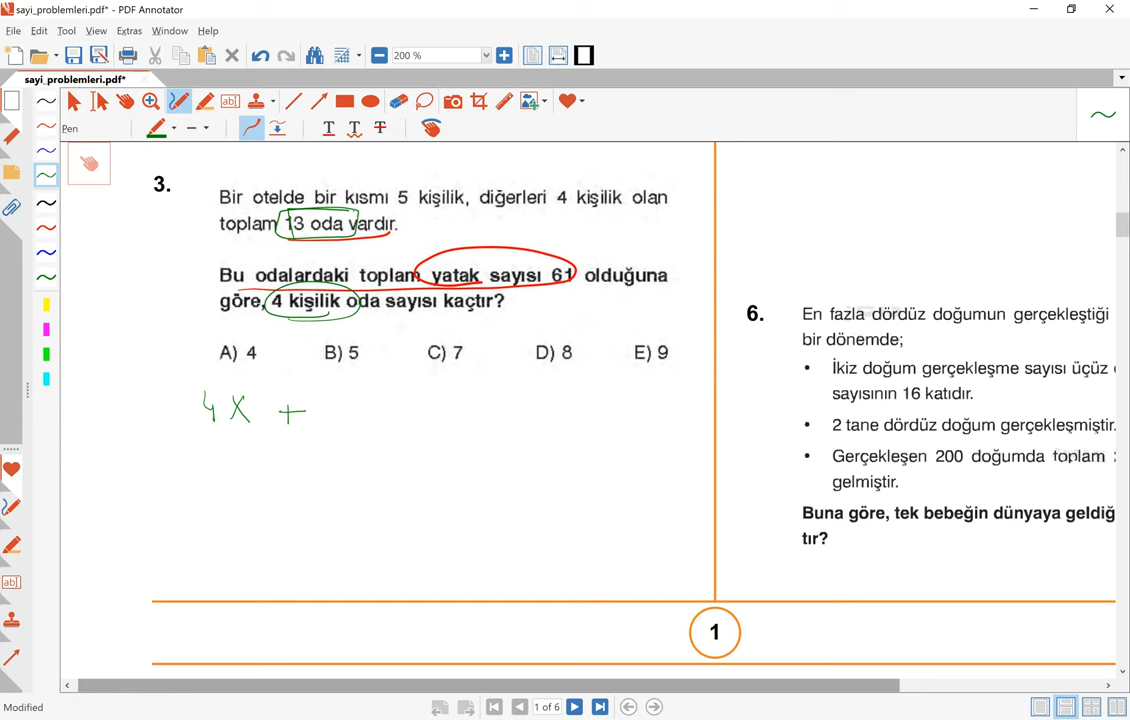 sayi_problemleri.pdf* - PDF Annotator
File Edit Tool View Extras Window Help
200 %
sayi_problemleri.pdf*
Pen
3.
Bir otelde bir kısmı 5 kişilik, diğerleri 4 kişilik olan
toplam 13 oda vardır.
Bu odalardaki toplam yatak sayısı 61 olduğuna
göre, 4 kişilik oda sayısı kaçtır?
A) 4 B) 5 C) 7 D) 8 E) 9
4 X +
6.
En fazla dördüz doğumun gerçekleştiği
bir dönemde;
• İkiz doğum gerçekleşme sayısı üçüz
sayısının 16 katıdır.
• 2 tane dördüz doğum gerçekleşmiştir.
• Gerçekleşen 200 doğumda toplam
gelmiştir.
Buna göre, tek bebeğin dünyaya geldiğ
tır?
1
Modified
1 of 6